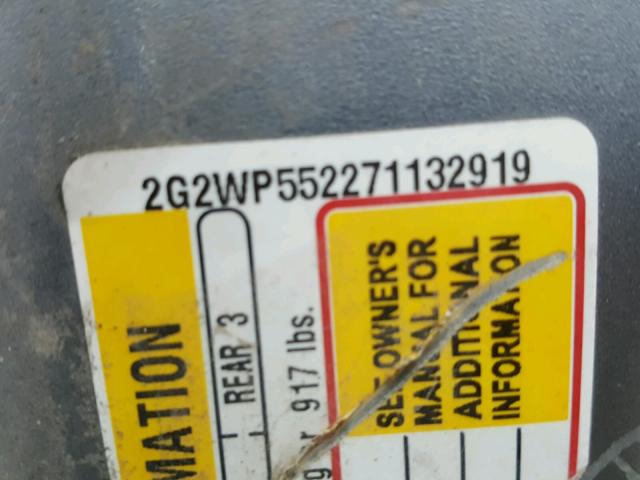 2G2WP552271132919
MATION
REAR 3
917 lbs.
SEE OWNER'S
MANUAL FOR
ADDITIONAL
INFORMATION